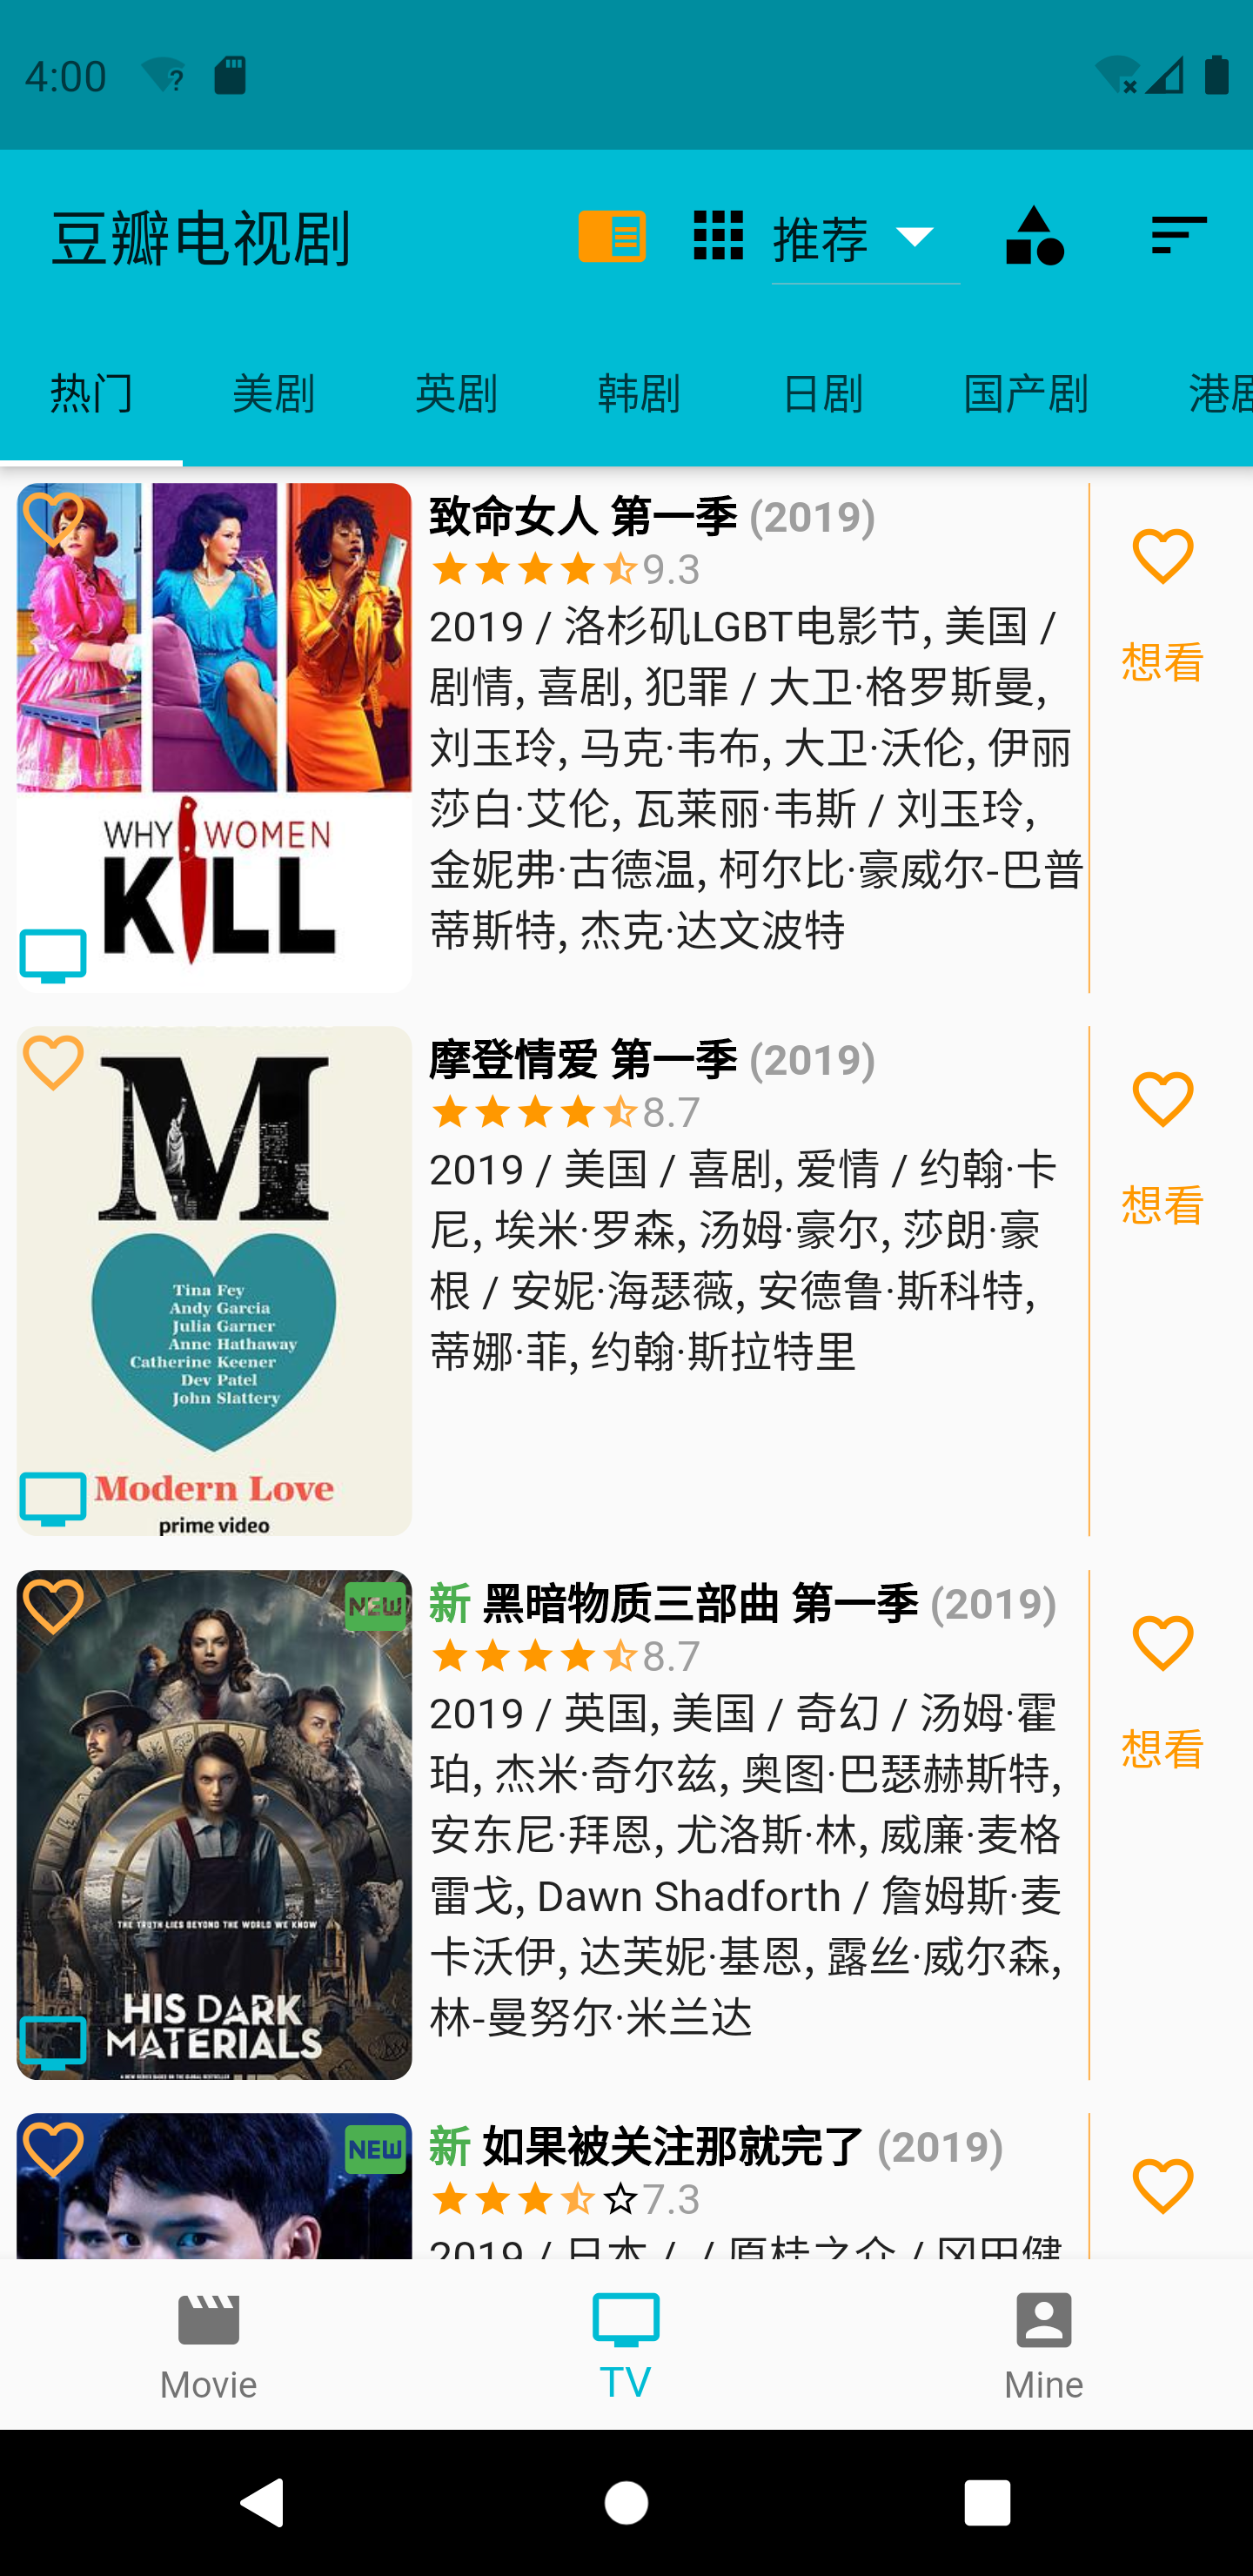 4:00
豆瓣电视剧
推荐
热门 美剧 英剧 韩剧 日剧 国产剧 港剧
致命女人 第一季 (2019)
9.3
2019 / 洛杉矶LGBT电影节, 美国 /
剧情, 喜剧, 犯罪 / 大卫·格罗斯曼,
刘玉玲, 马克·韦布, 大卫·沃伦, 伊丽
莎白·艾伦, 瓦莱丽·韦斯 / 刘玉玲,
金妮弗·古德温, 柯尔比·豪威尔-巴普
蒂斯特, 杰克·达文波特
想看
WHY WOMEN
KILL
摩登情爱 第一季 (2019)
8.7
2019 / 美国 / 喜剧, 爱情 / 约翰·卡
尼, 埃米·罗森, 汤姆·豪尔, 莎朗·豪
根 / 安妮·海瑟薇, 安德鲁·斯科特,
蒂娜·菲, 约翰·斯拉特里
想看
M
Tina Fey
Andy Garcia
Julia Garner
Anne Hathaway
Catherine Keener
Dev Patel
John Slattery
Modern Love
prime video
NEW
新 黑暗物质三部曲 第一季 (2019)
8.7
2019 / 英国, 美国 / 奇幻 / 汤姆·霍
珀, 杰米·奇尔兹, 奥图·巴瑟赫斯特,
安东尼·拜恩, 尤洛斯·林, 威廉·麦格
雷戈, Dawn Shadforth / 詹姆斯·麦
卡沃伊, 达芙妮·基恩, 露丝·威尔森,
林-曼努尔·米兰达
想看
THE TRUTH LIES BEYOND THE WORLD WE KNOW
HIS DARK
MATERIALS
NEW
新 如果被关注那就完了 (2019)
7.3
2019 / 日本 / / 原桂之介 / 冈田健
Movie
TV
Mine